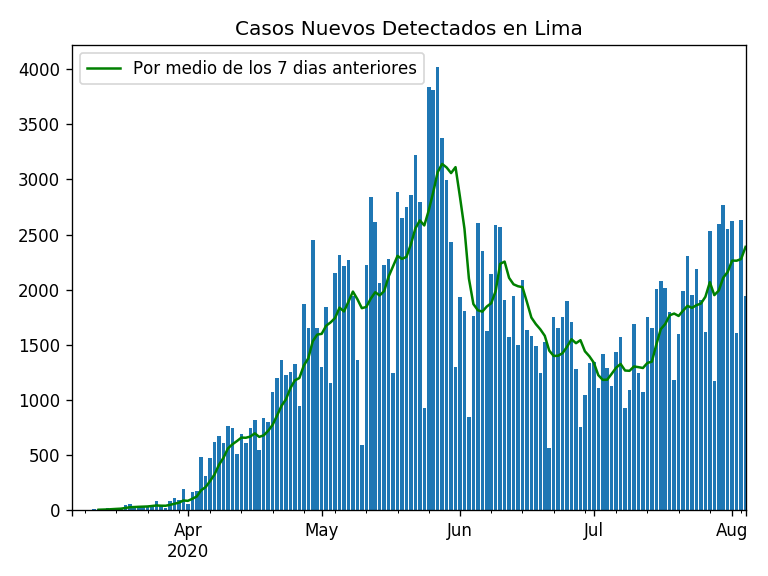 Casos Nuevos Detectados en Lima
Por medio de los 7 dias anteriores
4000
3500
3000
2500
2000
1500
1000
500
0
Apr
2020
May
Jun
Jul
Aug